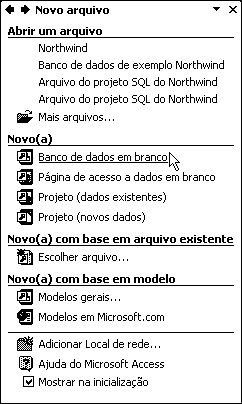 Novo arquivo
Abrir um arquivo
Northwind
Banco de dados de exemplo Northwind
Arquivo do projeto SQL do Northwind
Arquivo do projeto SQL do Northwind
Mais arquivos...
Novo(a)
Banco de dados em branco
Página de acesso a dados em branco
Projeto (dados existentes)
Projeto (novos dados)
Novo(a) com base em arquivo existente
Escolher arquivo...
Novo(a) com base em modelo
Modelos gerais...
Modelos em Microsoft.com
Adicionar Local de rede...
Ajuda do Microsoft Access
Mostrar na inicialização